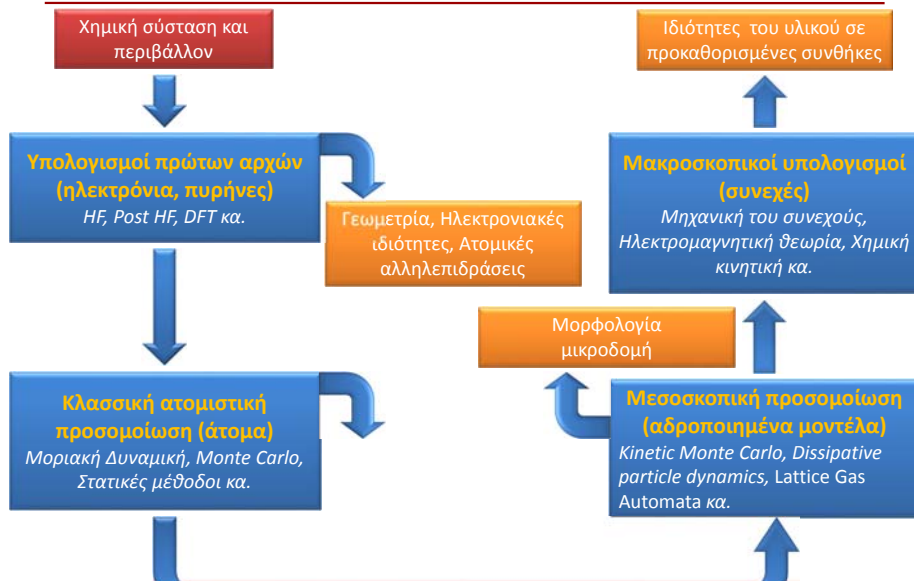 Χημική σύσταση και
περιβάλλον
Υπολογισμοί πρώτων αρχών
(ηλεκτρόνια, πυρήνες)
HF, Post HF, DFT κα.
Γεωμετρία, Ηλεκτρονιακές
ιδιότητες, Ατομικές
αλληλεπιδράσεις
Κλασσική ατομιστική
προσομοίωση (άτομα)
Μοριακή Δυναμική, Monte Carlo,
Στατικές μέθοδοι κα.
Ιδιότητες του υλικού σε
προκαθορισμένες συνθήκες
Μακροσκοπικοί υπολογισμοί
(συνεχές)
Μηχανική του συνεχούς,
Ηλεκτρομαγνητική θεωρία, Χημική
κινητική κα.
Μορφολογία
μικροδομή
Μεσοσκοπική προσομοίωση
(αδροποιημένα μοντέλα)
Kinetic Monte Carlo, Dissipative
particle dynamics, Lattice Gas
Automata κα.